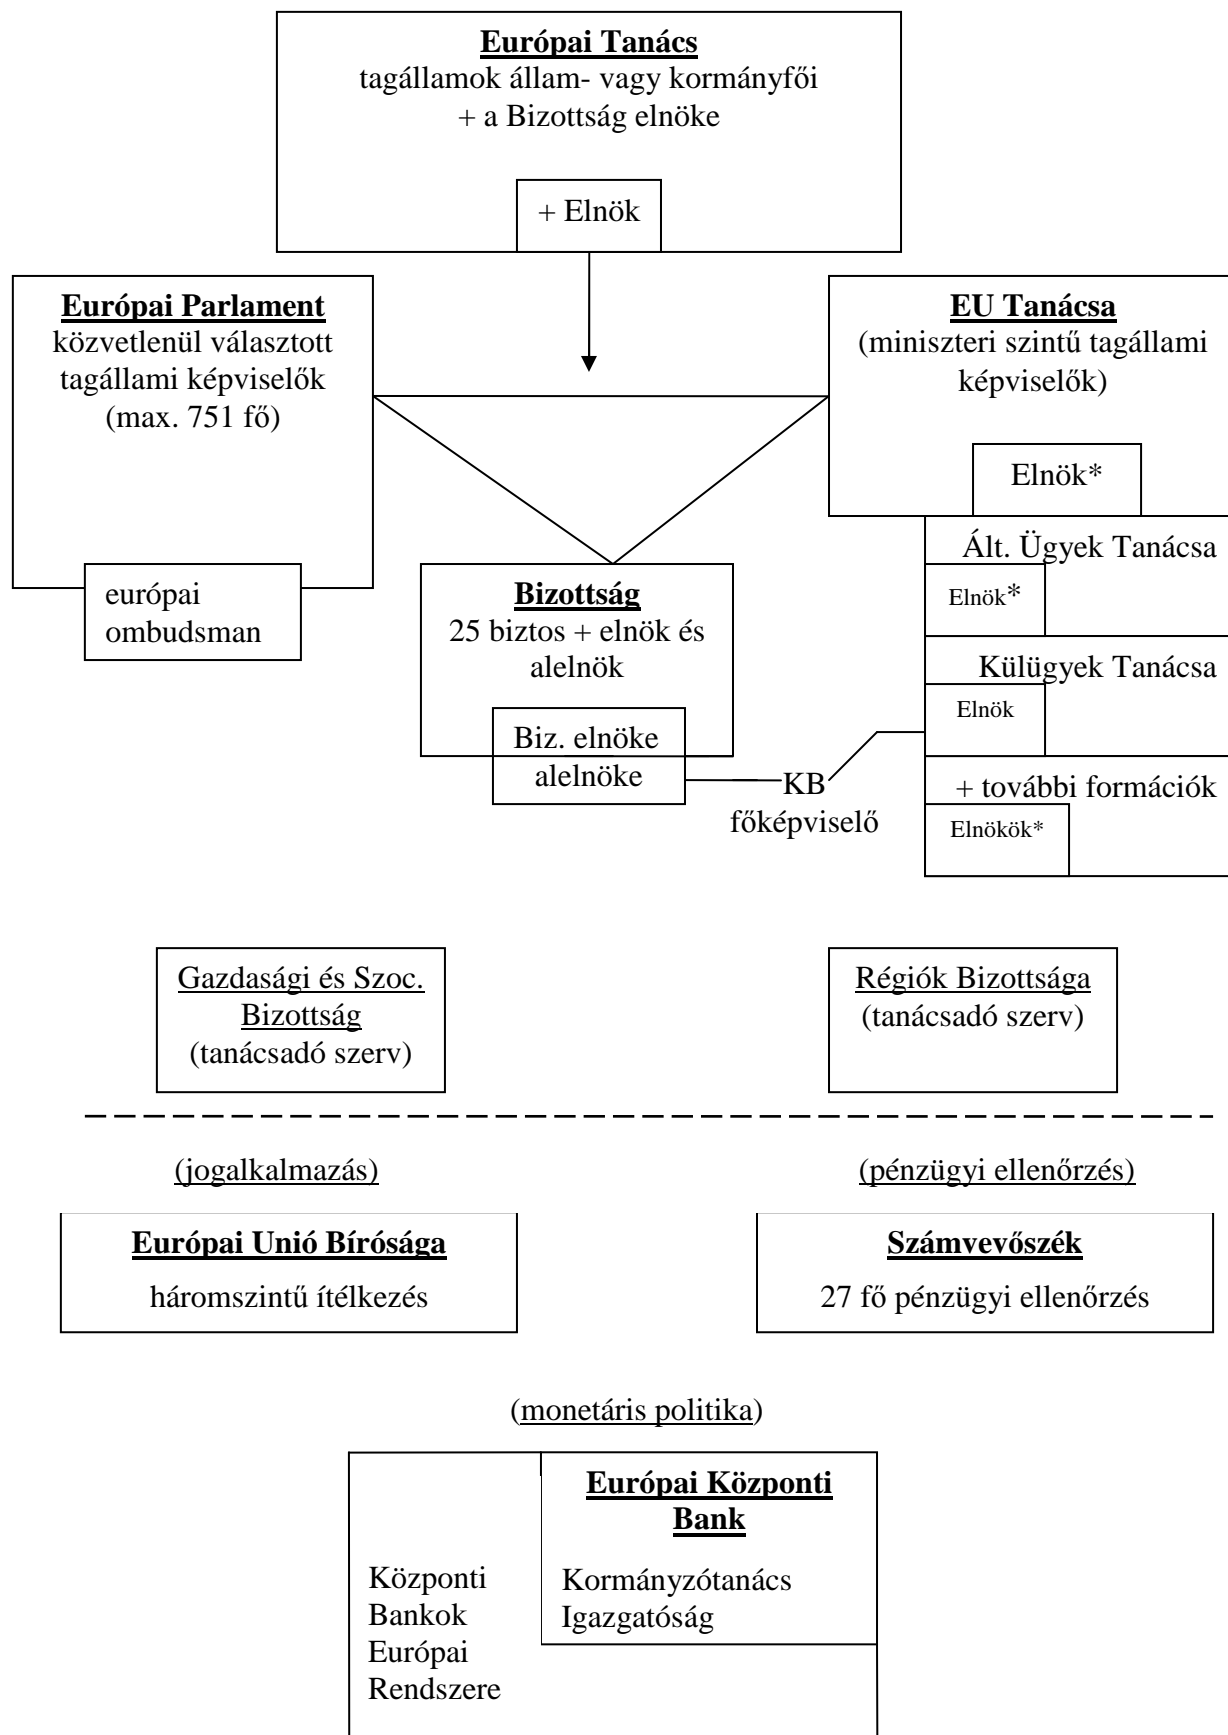 Európai Tanács
tagállamok állam- vagy kormányfői
+ a Bizottság elnöke
+ Elnök
Európai Parlament
közvetlenül választott
tagállami képviselők
(max. 751 fő)
európai
ombudsman
EU Tanácsa
(miniszteri szintű tagállami
képviselők)
Elnök*
Ált. Ügyek Tanácsa
Elnök*
Külügyek Tanácsa
Elnök
+ további formációk
Elnökök*
Bizottság
25 biztos + elnök és
alelnök
Biz. elnöke
alelnöke
KB
főképviselő
Gazdasági és Szoc.
Bizottság
(tanácsadó szerv)
Régiók Bizottsága
(tanácsadó szerv)
(jogalkalmazás)
(pénzügyi ellenőrzés)
Európai Unió Bírósága
háromszintű ítélkezés
Számvevőszék
27 fő pénzügyi ellenőrzés
(monetáris politika)
Európai Központi
Bank
Kormányzótanács
Igazgatóság
Központi
Bankok
Európai
Rendszere